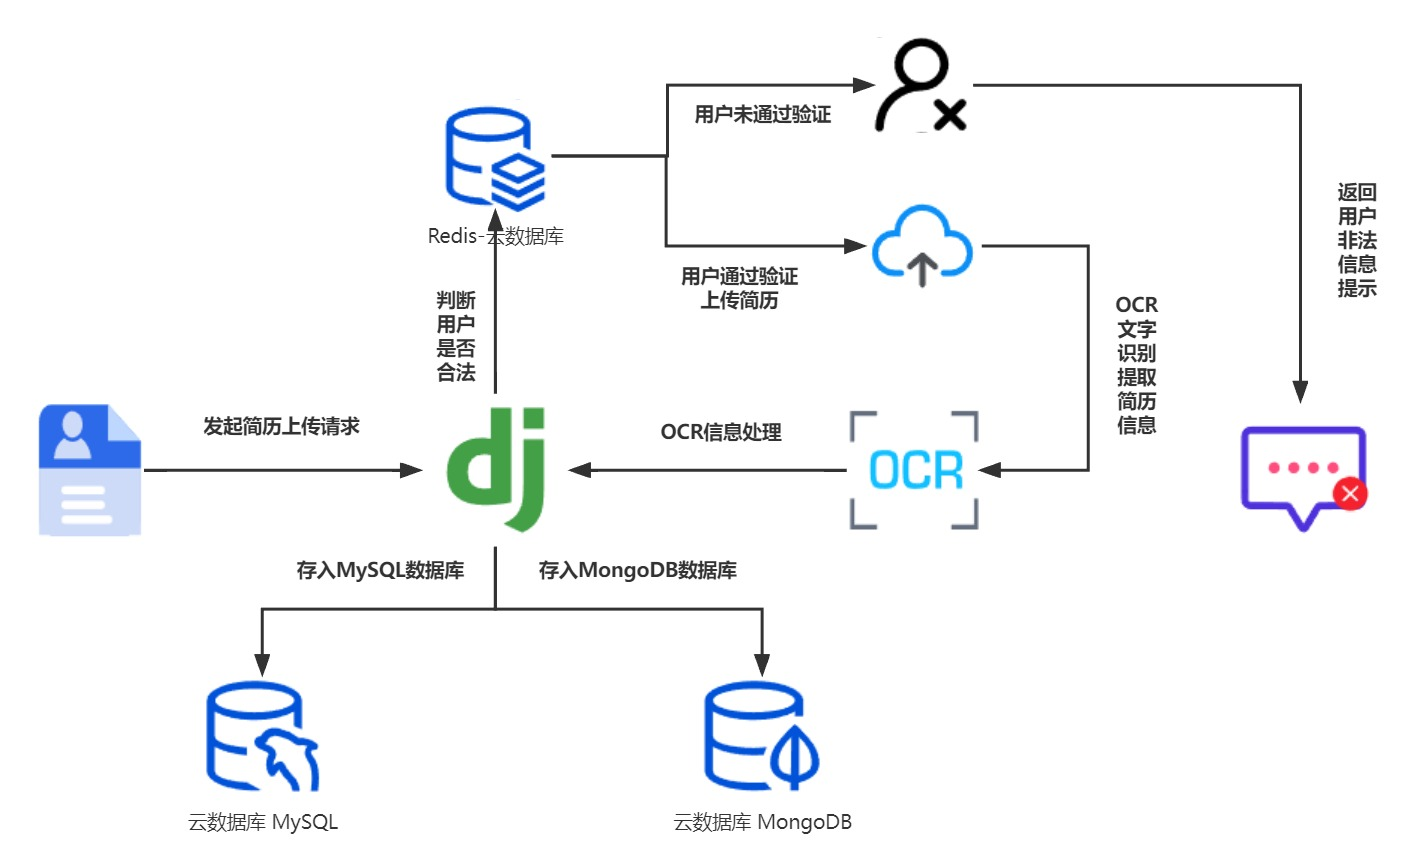 用户未通过验证
Redis-云数据库
返回
用户
非法
信息
提示
用户通过验证
上传简历
判断
用户
是否
合法
OCR
文字
识别
提取
简历
信息
发起简历上传请求
OCR信息处理
dj
OCR
存入MySQL数据库
存入MongoDB数据库
云数据库 MySQL
云数据库 MongoDB